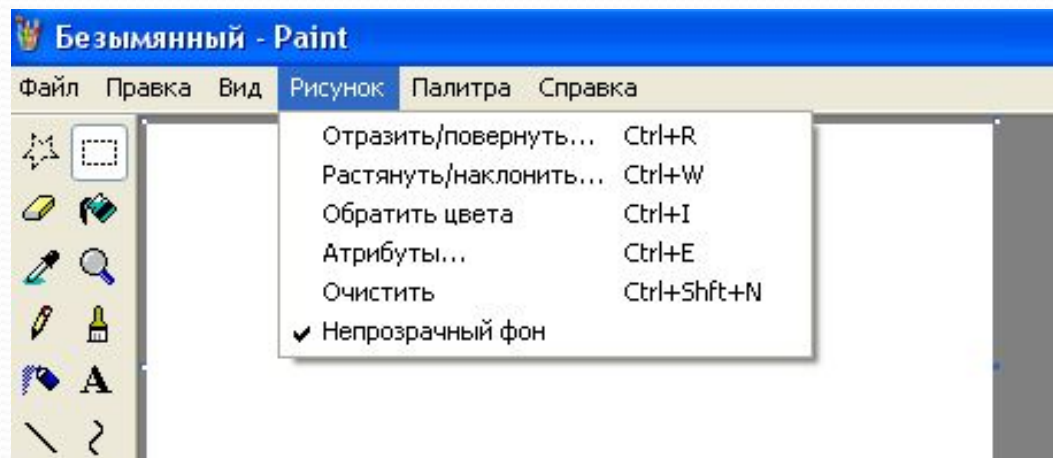 Безымянный - Paint
Файл Правка Вид Рисунок Палитра Справка
Отразить/повернуть... Ctrl+R
Растянуть/наклонить... Ctrl+W
Обратить цвета Ctrl+I
Атрибуты... Ctrl+E
Очистить Ctrl+Shft+N
Непрозрачный фон
A